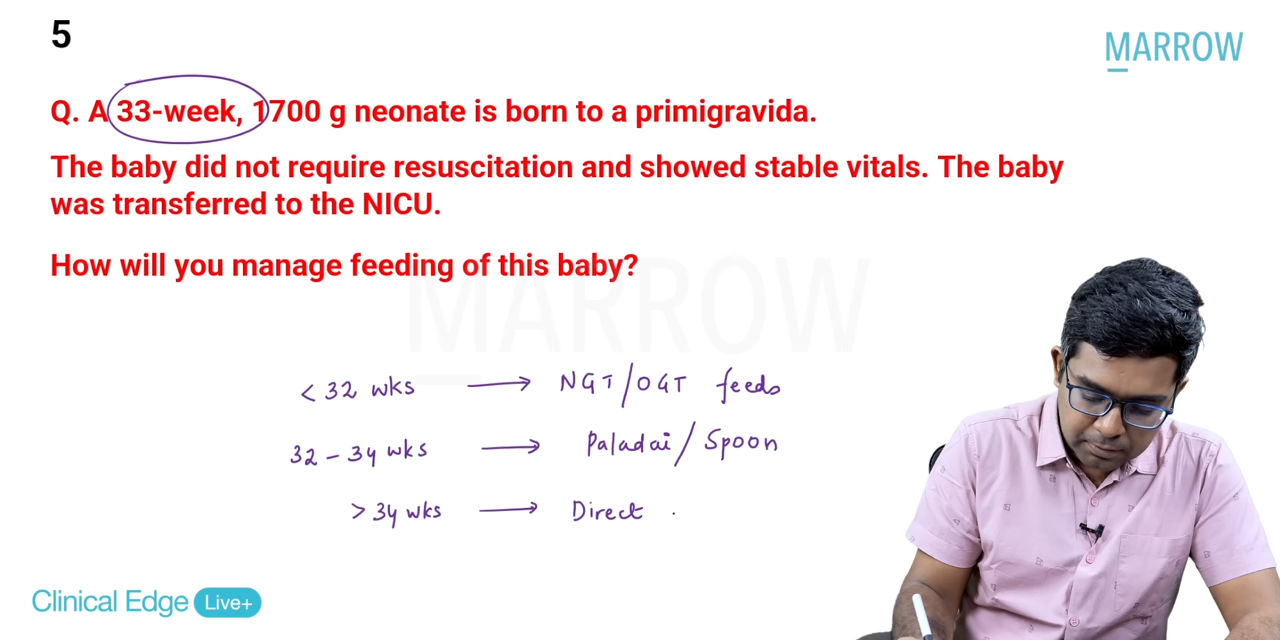 5
MARROW
Q. A 33-week, 1700 g neonate is born to a primigravida.
The baby did not require resuscitation and showed stable vitals. The baby
was transferred to the NICU.
How will you manage feeding of this baby?
MARROW
< 32 wks → NGT/OGT feeds
32 – 34 wks → Paladai / Spoon
> 34 wks → Direct
Clinical Edge Live+